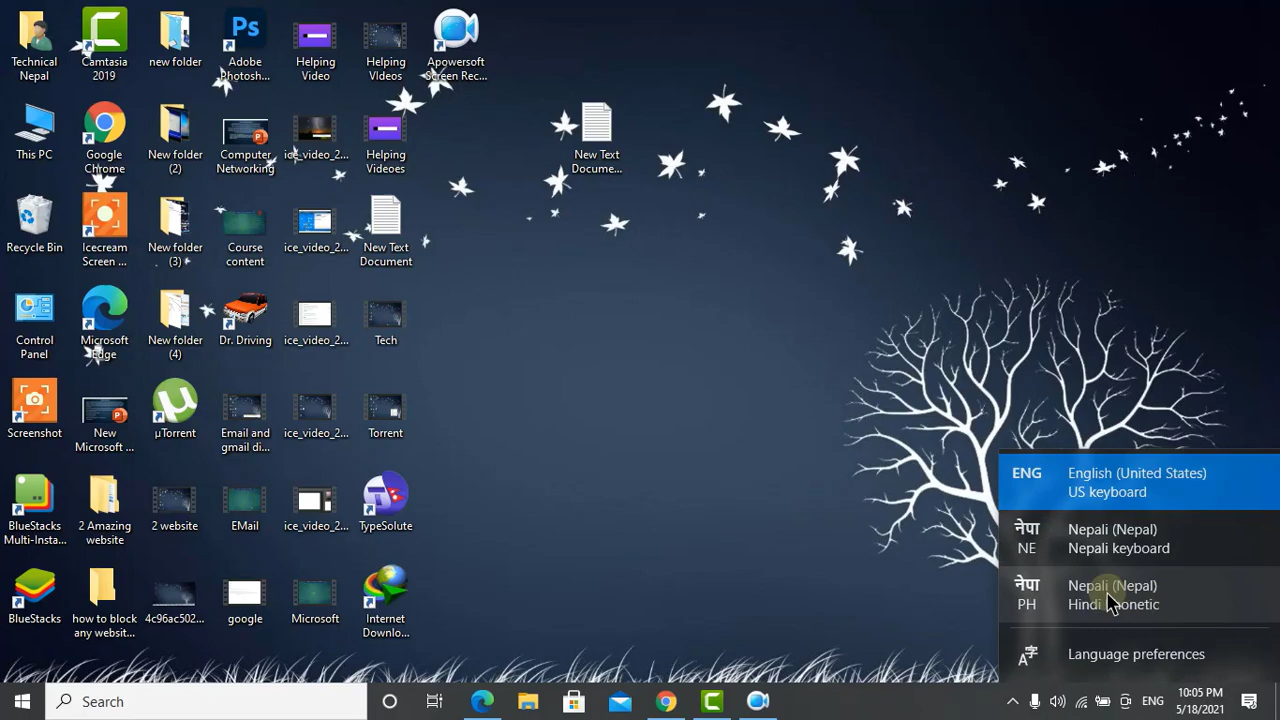 Technical
Nepal
Camtasia
2019
new folder
Ps
Adobe
Photosh...
Helping
Video
Helping
VIdeos
Apowersoft
Screen Rec...
This PC
Google
Chrome
New folder
(2)
Computer
Networking
ice_video_2...
Helping
Videoes
New Text
Docume...
Recycle Bin
Icecream
Screen ...
New folder
(3)
Course
content
ice_video_2...
New Text
Document
Control
Panel
Microsoft
Edge
New folder
(4)
Dr. Driving
ice_video_2...
Tech
Screenshot
New
Microsoft ...
µTorrent
Email and
gmail di...
ice_video_2...
Torrent
BlueStacks
Multi-Insta...
2 Amazing
website
2 website
EMail
ice_video_2...
TypeSolute
BlueStacks
how to block
any websit...
4c96ac502...
google
Microsoft
Internet
Downlo...
ENG
English (United States)
US keyboard
नेपा
NE
Nepali (Nepal)
Nepali keyboard
नेपा
PH
Nepali (Nepal)
Hindi
Language preferences
Search
ENG
10:05 PM
5/18/2021